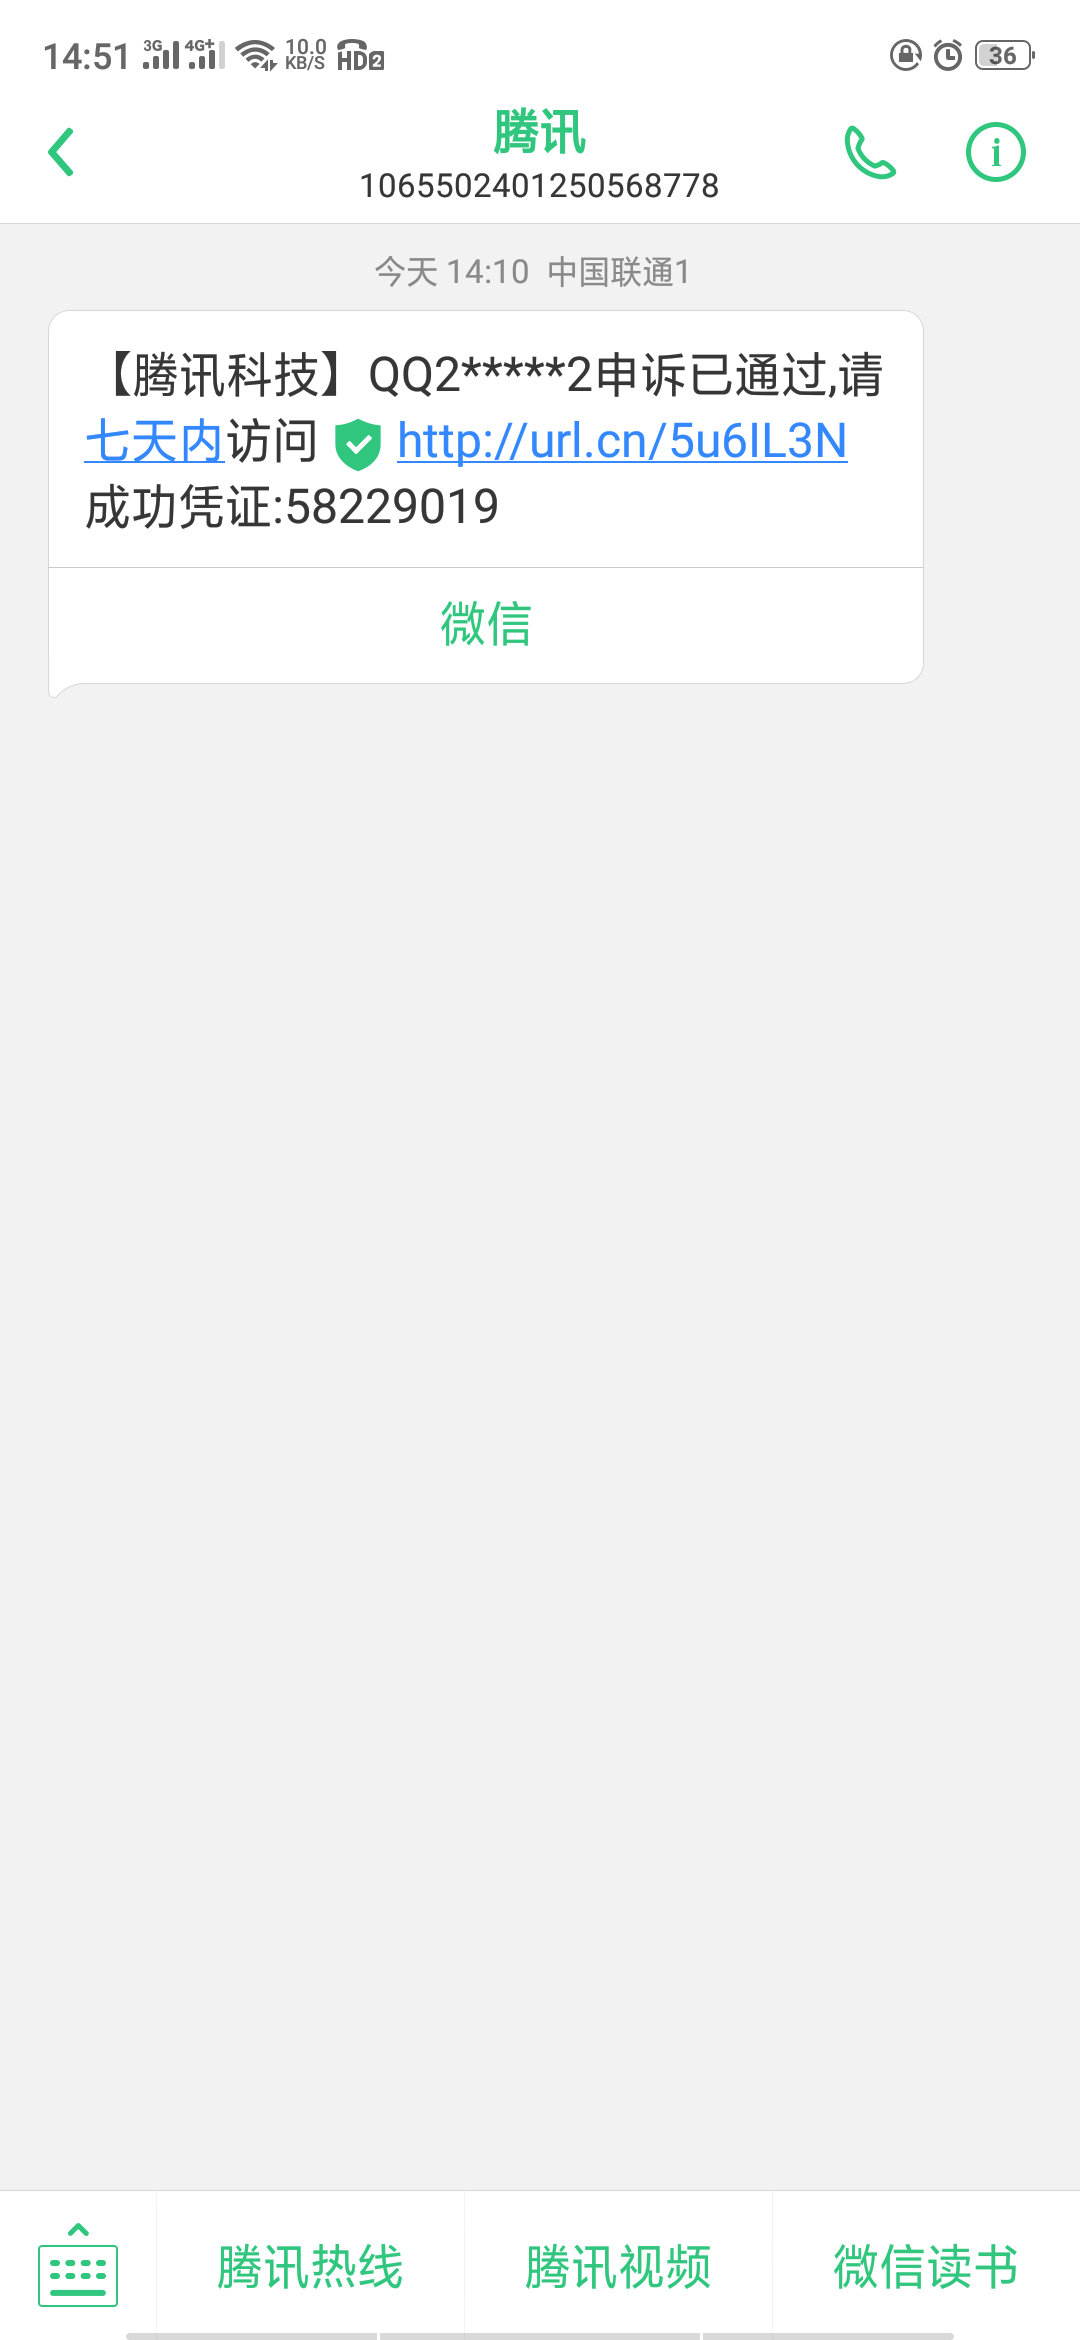 14:51 3G 4G+ 10.0 KB/S HD2 36
腾讯
1065502401250568778
今天 14:10 中国联通1
【腾讯科技】QQ2*****2申诉已通过,请
七天内访问 http://url.cn/5u6IL3N
成功凭证:58229019
微信
腾讯热线 腾讯视频 微信读书